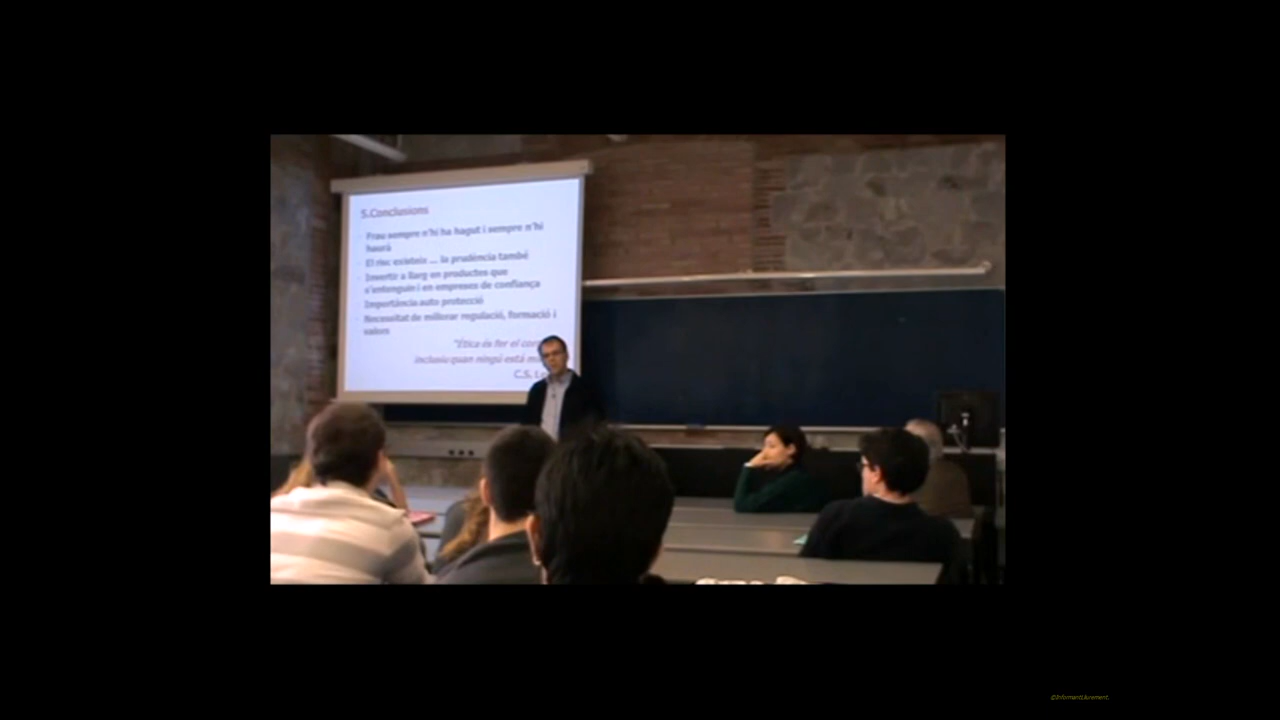 5.Conclusions
Frau sempre n'hi ha hagut i sempre n'hi
haurà
El risc existeix ... la prudència també
Invertir a llarg en productes que
s'entenguin i en empreses de confiança
Importància auto protecció
Necessitat de millorar regulació, formació i
valors
"Ètica és fer el
inclusiu quan ningú está
C.S.